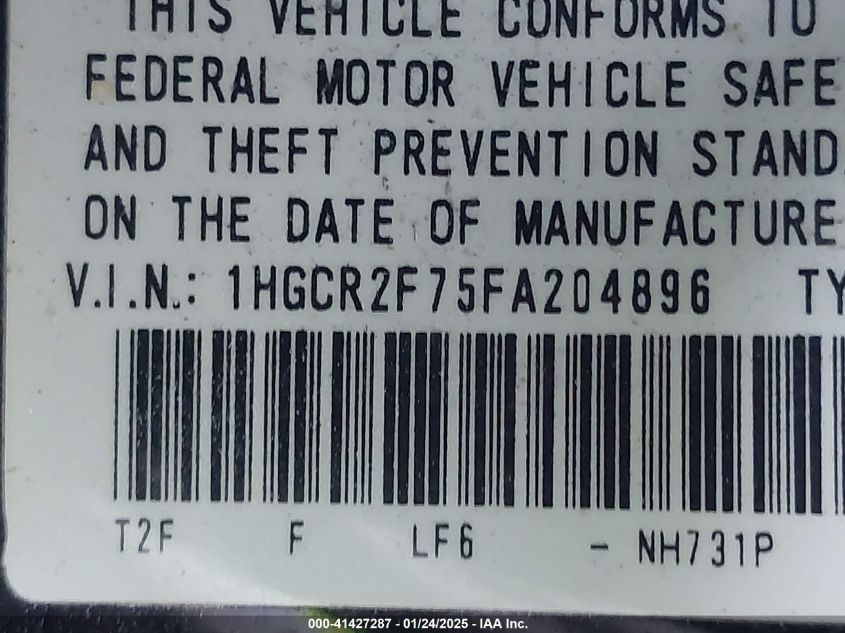 THIS VEHICLE CONFORMS TO
FEDERAL MOTOR VEHICLE SAFE
AND THEFT PREVENTION STAND
ON THE DATE OF MANUFACTURE
V.I.N.: 1HGCR2F75FA204896 TY
T2F F LF6 - NH731P
000-41427287 - 01/24/2025 - IAA Inc.